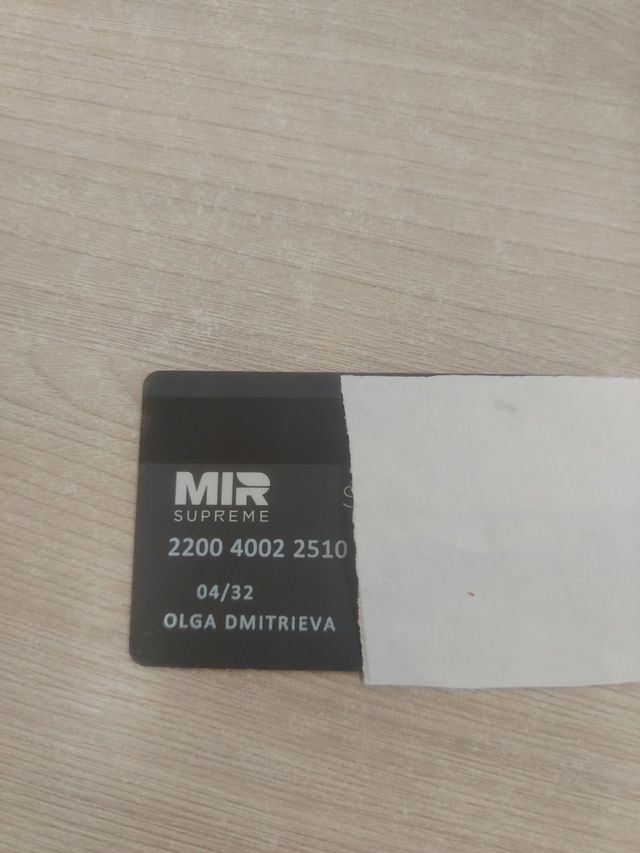 MIR
SUPREME
2200 4002 2510
04/32
OLGA DMITRIEVA